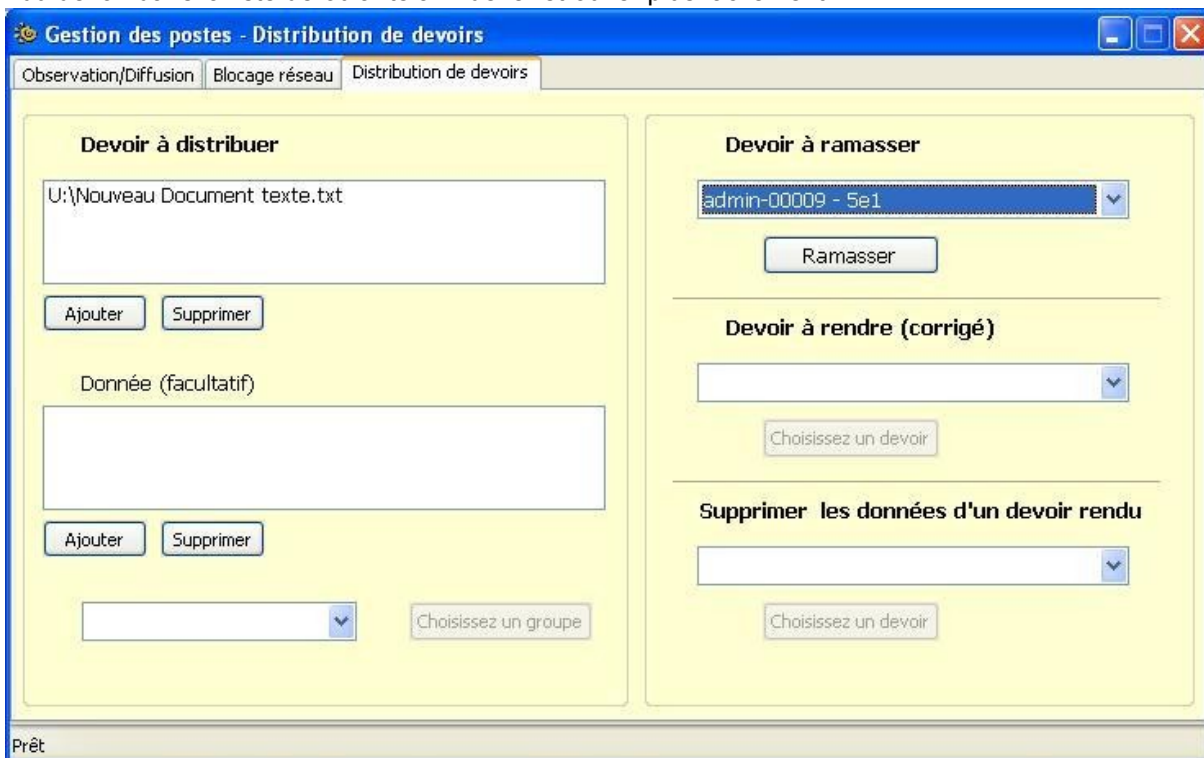 Gestion des postes - Distribution de devoirs
Observation/Diffusion Blocage réseau Distribution de devoirs
Devoir à distribuer
U:\Nouveau Document texte.txt
Ajouter Supprimer
Donnée (facultatif)
Ajouter Supprimer
Choisissez un groupe
Devoir à ramasser
admin-00009 - 5e1
Ramasser
Devoir à rendre (corrigé)
Choisissez un devoir
Supprimer les données d'un devoir rendu
Choisissez un devoir
Prêt